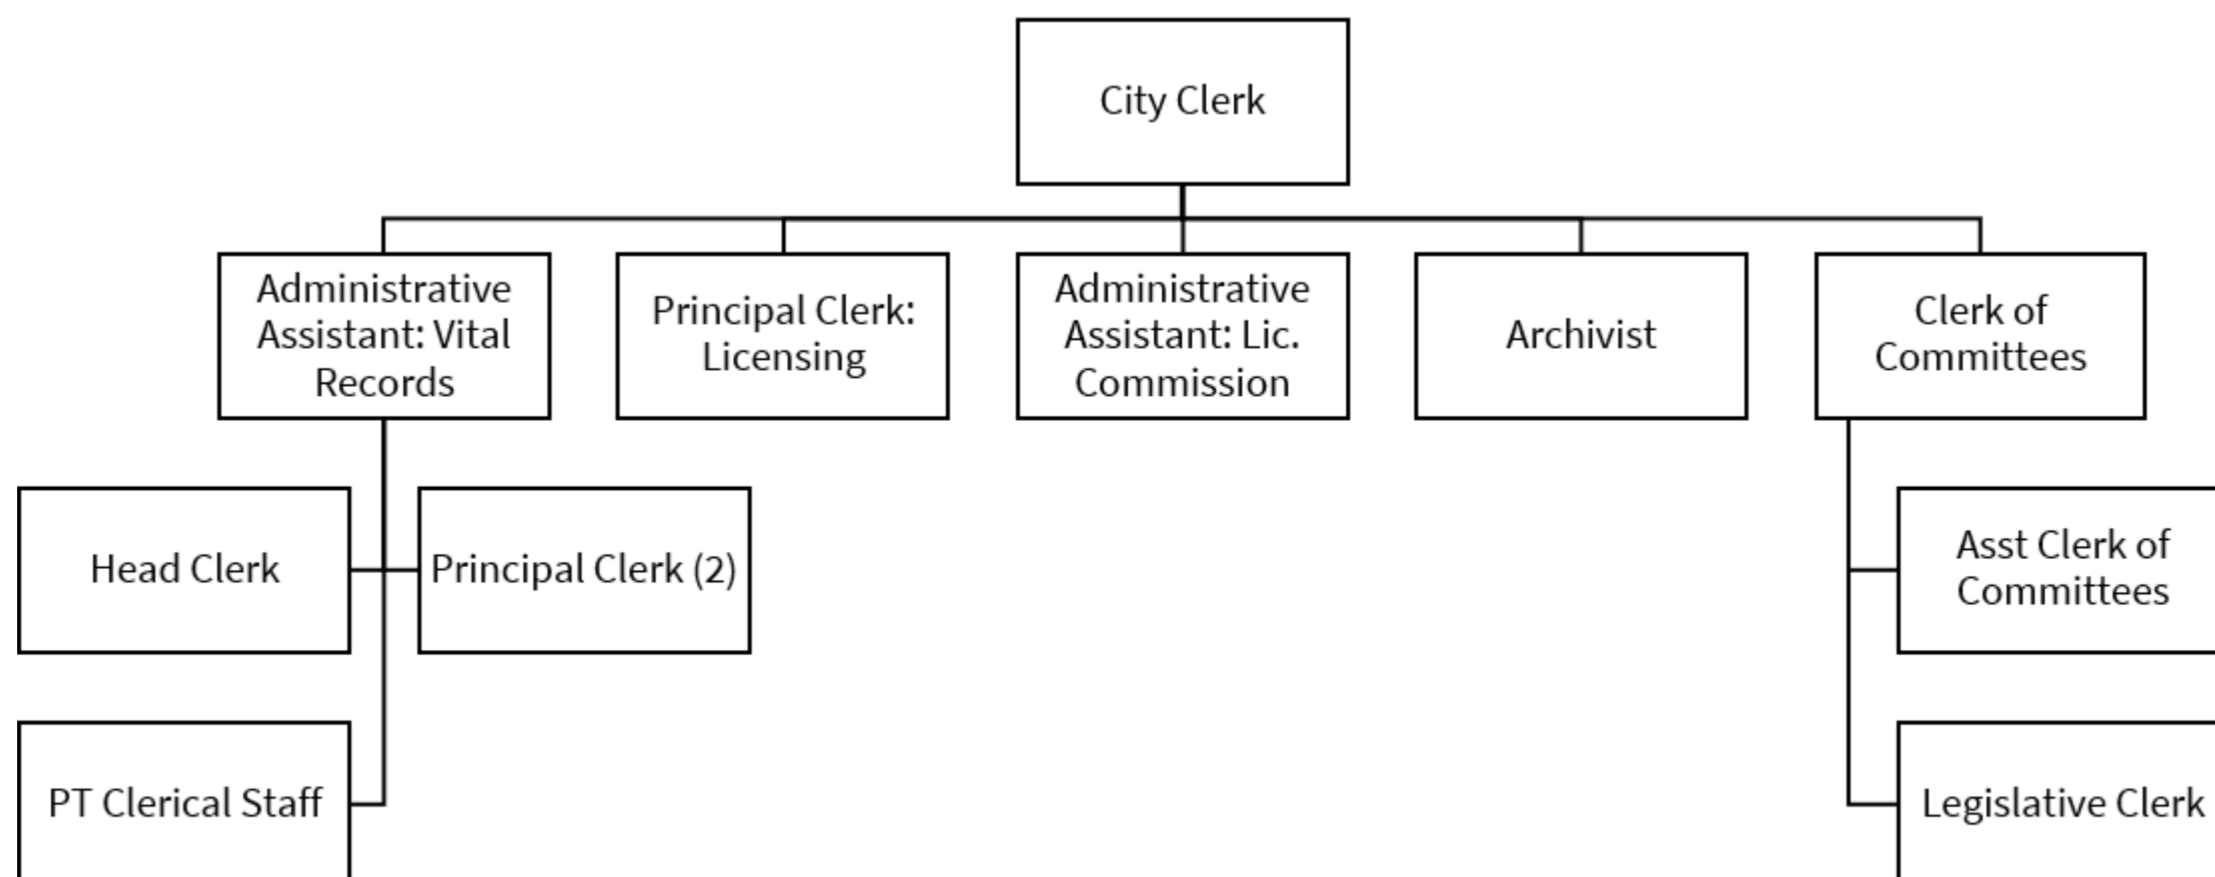 City Clerk
Administrative
Assistant: Vital
Records
Principal Clerk:
Licensing
Administrative
Assistant: Lic.
Commission
Archivist
Clerk of
Committees
Head Clerk
Principal Clerk (2)
Asst Clerk of
Committees
PT Clerical Staff
Legislative Clerk